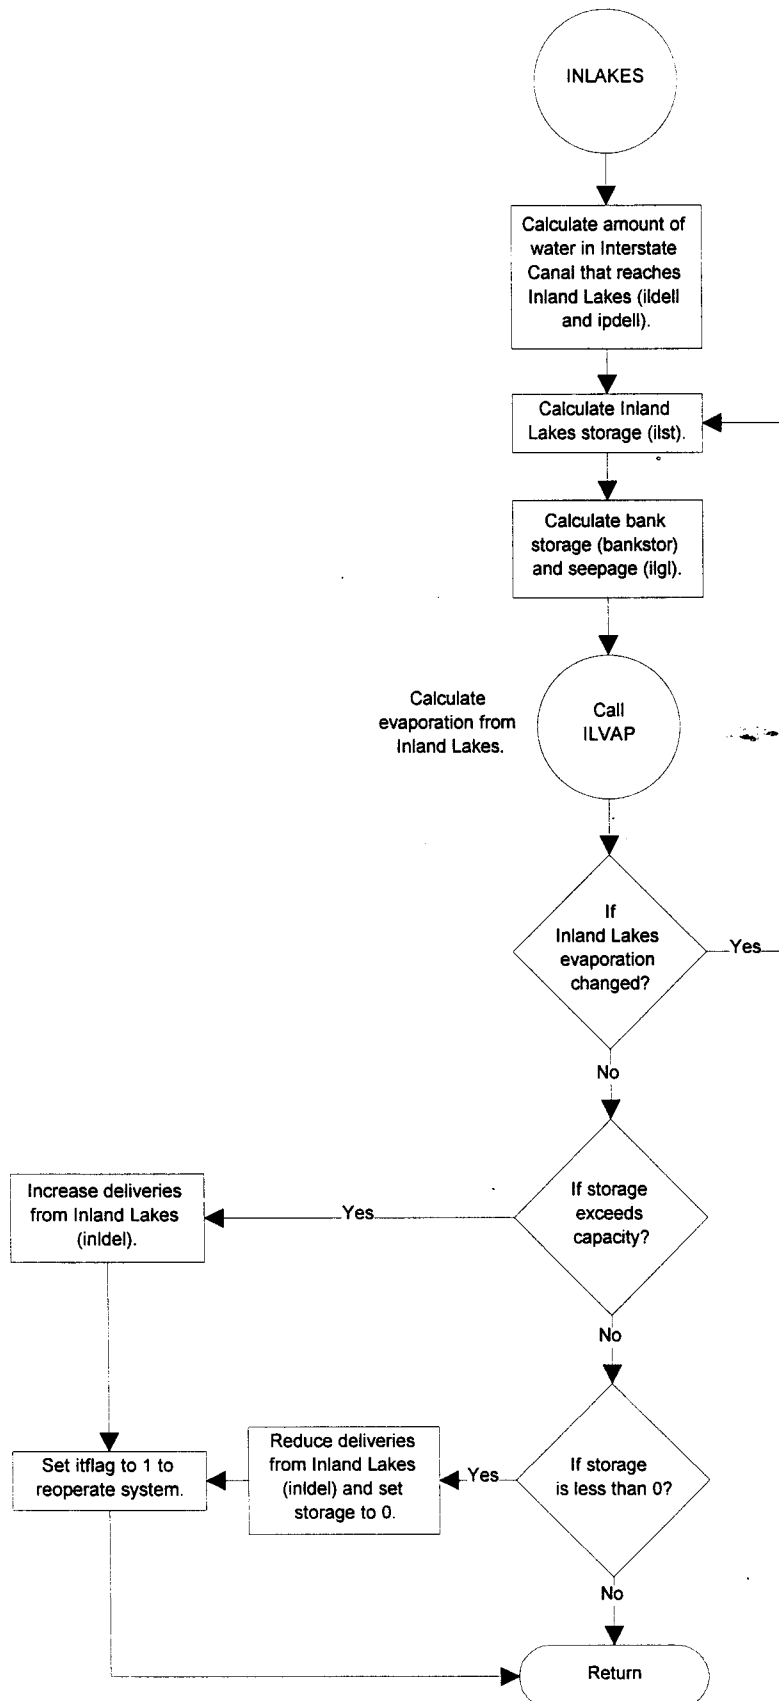 INLAKES
Calculate amount of
water in Interstate
Canal that reaches
Inland Lakes (ildell
and ipdell).
Calculate Inland
Lakes storage (ilst).
Calculate bank
storage (bankstor)
and seepage (ilgl).
Calculate
evaporation from
Inland Lakes.
Call
ILVAP
If
Inland Lakes
evaporation
changed?
Yes
No
If storage
exceeds
capacity?
Yes
Increase deliveries
from Inland Lakes
(inldel).
No
If storage
is less than 0?
Yes
Reduce deliveries
from Inland Lakes
(inldel) and set
storage to 0.
Set itflag to 1 to
reoperate system.
No
Return